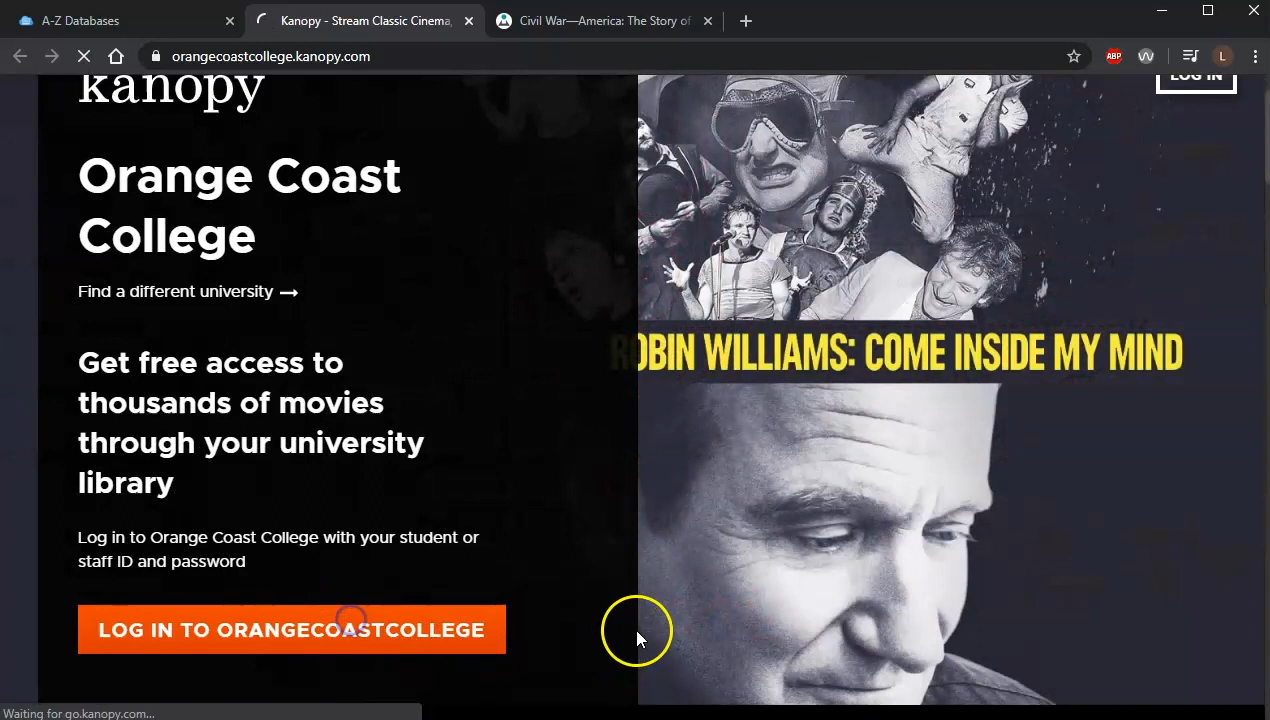 A-Z Databases
Kanopy - Stream Classic Cinema,
Civil War—America: The Story of
orangecoastcollege.kanopy.com
ABP
L
kanopy
LOG IN
Orange Coast
College
Find a different university →
Get free access to
thousands of movies
through your university
library
Log in to Orange Coast College with your student or
staff ID and password
LOG IN TO ORANGECOASTCOLLEGE
ROBIN WILLIAMS: COME INSIDE MY MIND
Waiting for go.kanopy.com...